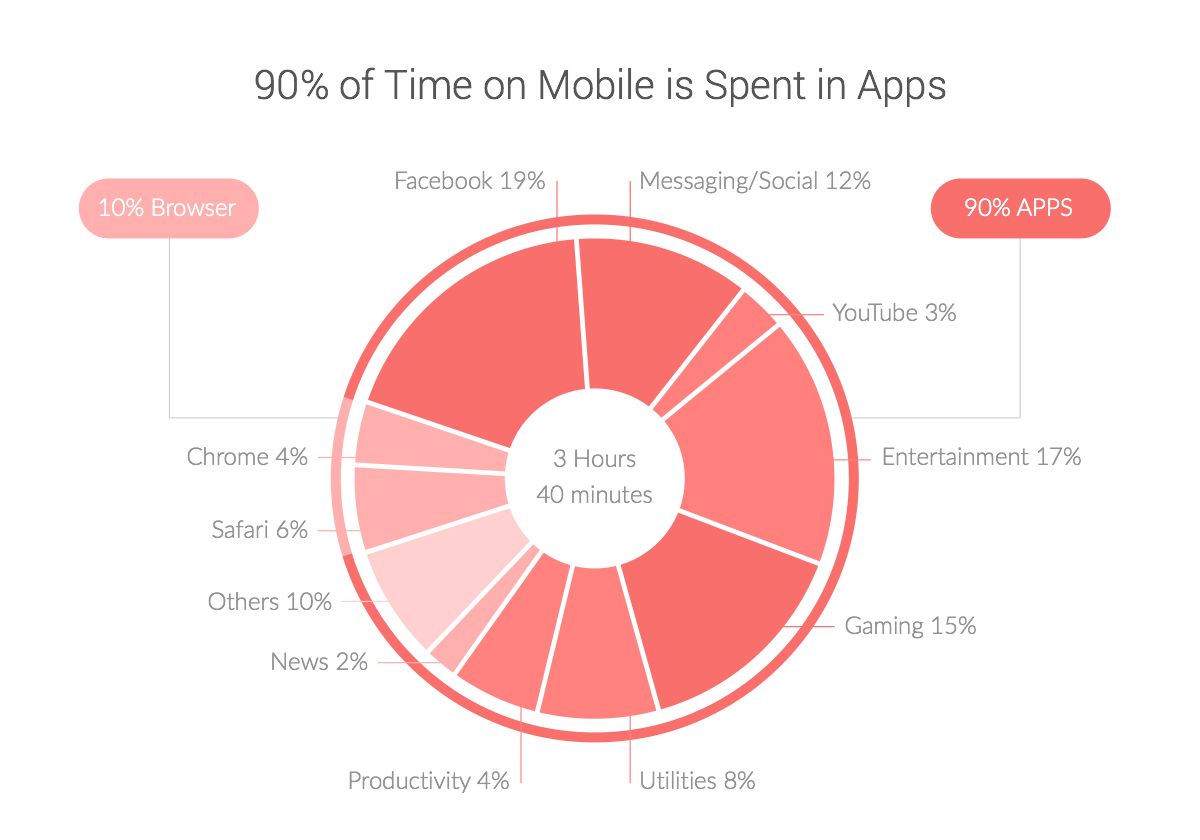 90% of Time on Mobile is Spent in Apps
Facebook 19%
Messaging/Social 12%
10% Browser
90% APPS
YouTube 3%
Chrome 4%
3 Hours
40 minutes
Entertainment 17%
Safari 6%
Others 10%
Gaming 15%
News 2%
Productivity 4%
Utilities 8%